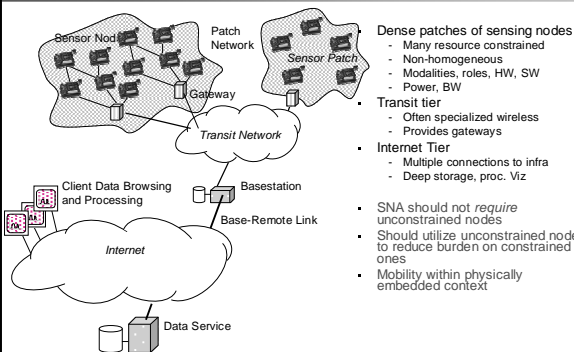 Sensor Nod
Patch
Network
Sensor Patch
Gateway
Transit Network
Client Data Browsing
and Processing
Basestation
Base-Remote Link
Internet
Data Service
Dense patches of sensing nodes
- Many resource constrained
- Non-homogeneous
- Modalities, roles, HW, SW
- Power, BW
Transit tier
- Often specialized wireless
- Provides gateways
Internet Tier
- Multiple connections to infra
- Deep storage, proc. Viz
SNA should not require
unconstrained nodes
Should utilize unconstrained node
to reduce burden on constrained
ones
Mobility within physically
embedded context